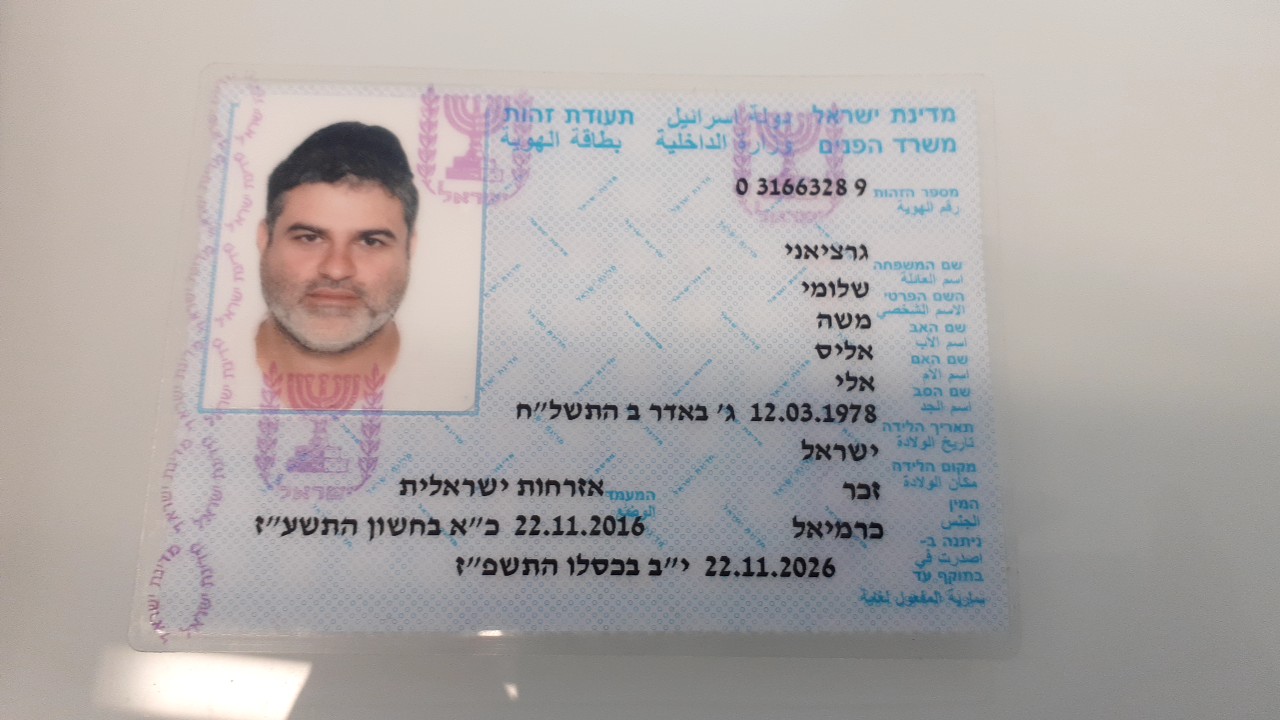 מדינת ישראל دولة اسرائيل תעודת זהות
משרד הפנים وزارة الداخلية بطاقة الهوية
מספר הזהות 0 3166328 9
رقم الهوية
שם המשפחה גרציאני
اسم العائلة
השם הפרטי שלומי
الاسم الشخصي
שם האב משה
اسم الأب
שם האם אליס
اسم الأم
שם הסב אלי
اسم الجد
תאריך הלידה 12.03.1978 ג' באדר ב התשל"ח
تاريخ الولادة
מקום הלידה ישראל
مكان الولادة
המין זכר המעמד אזרחות ישראלית
الجنس الوضع
ניתנה ב- כרמיאל 22.11.2016 כ"א בחשון התשע"ז
اصدرت في
בתוקף עד 22.11.2026 י"ב בכסלו התשפ"ז
سارية المفعول لغاية
ישראל
ישראל
ישראל
מדינת ישראל